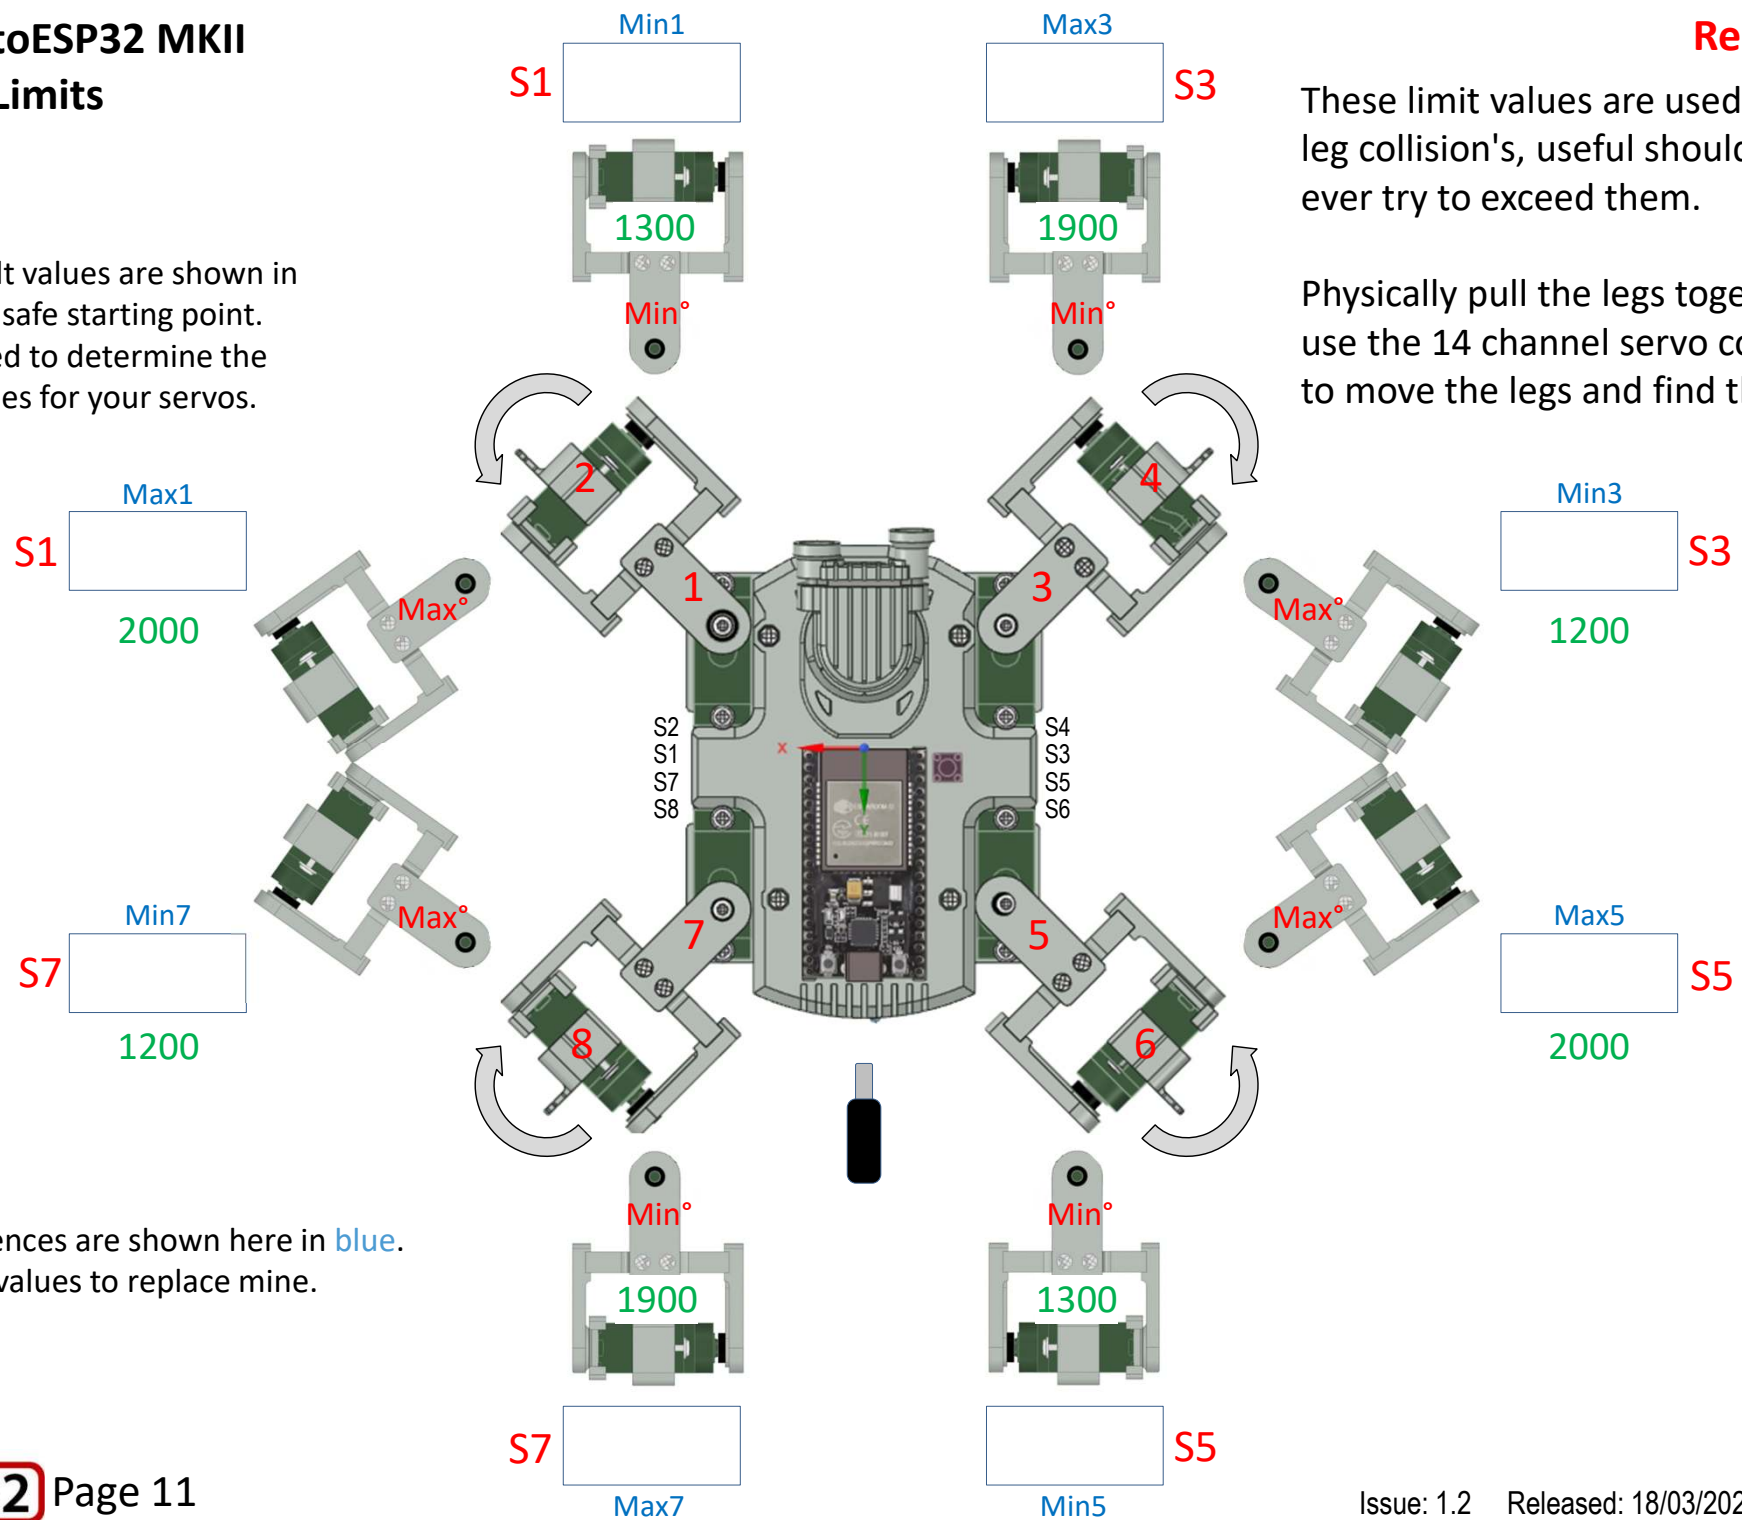 toESP32 MKII
Limits
Min1
S1
Max3
S3
Re
These limit values are used
leg collision's, useful should
ever try to exceed them.
Physically pull the legs toge
use the 14 channel servo co
to move the legs and find th
lt values are shown in
safe starting point.
ed to determine the
es for your servos.
1300
Min°
1900
Min°
2
4
Max1
S1
2000
Max°
1
3
Min3
S3
1200
Max°
S2
S1
S7
S8
S4
S3
S5
S6
X
Y
CE
Min7
S7
1200
Max°
7
5
Max5
S5
2000
Max°
8
6
ences are shown here in blue.
values to replace mine.
Min°
1900
Min°
1300
S7
Max7
S5
Min5
2 Page 11
Issue: 1.2 Released: 18/03/202